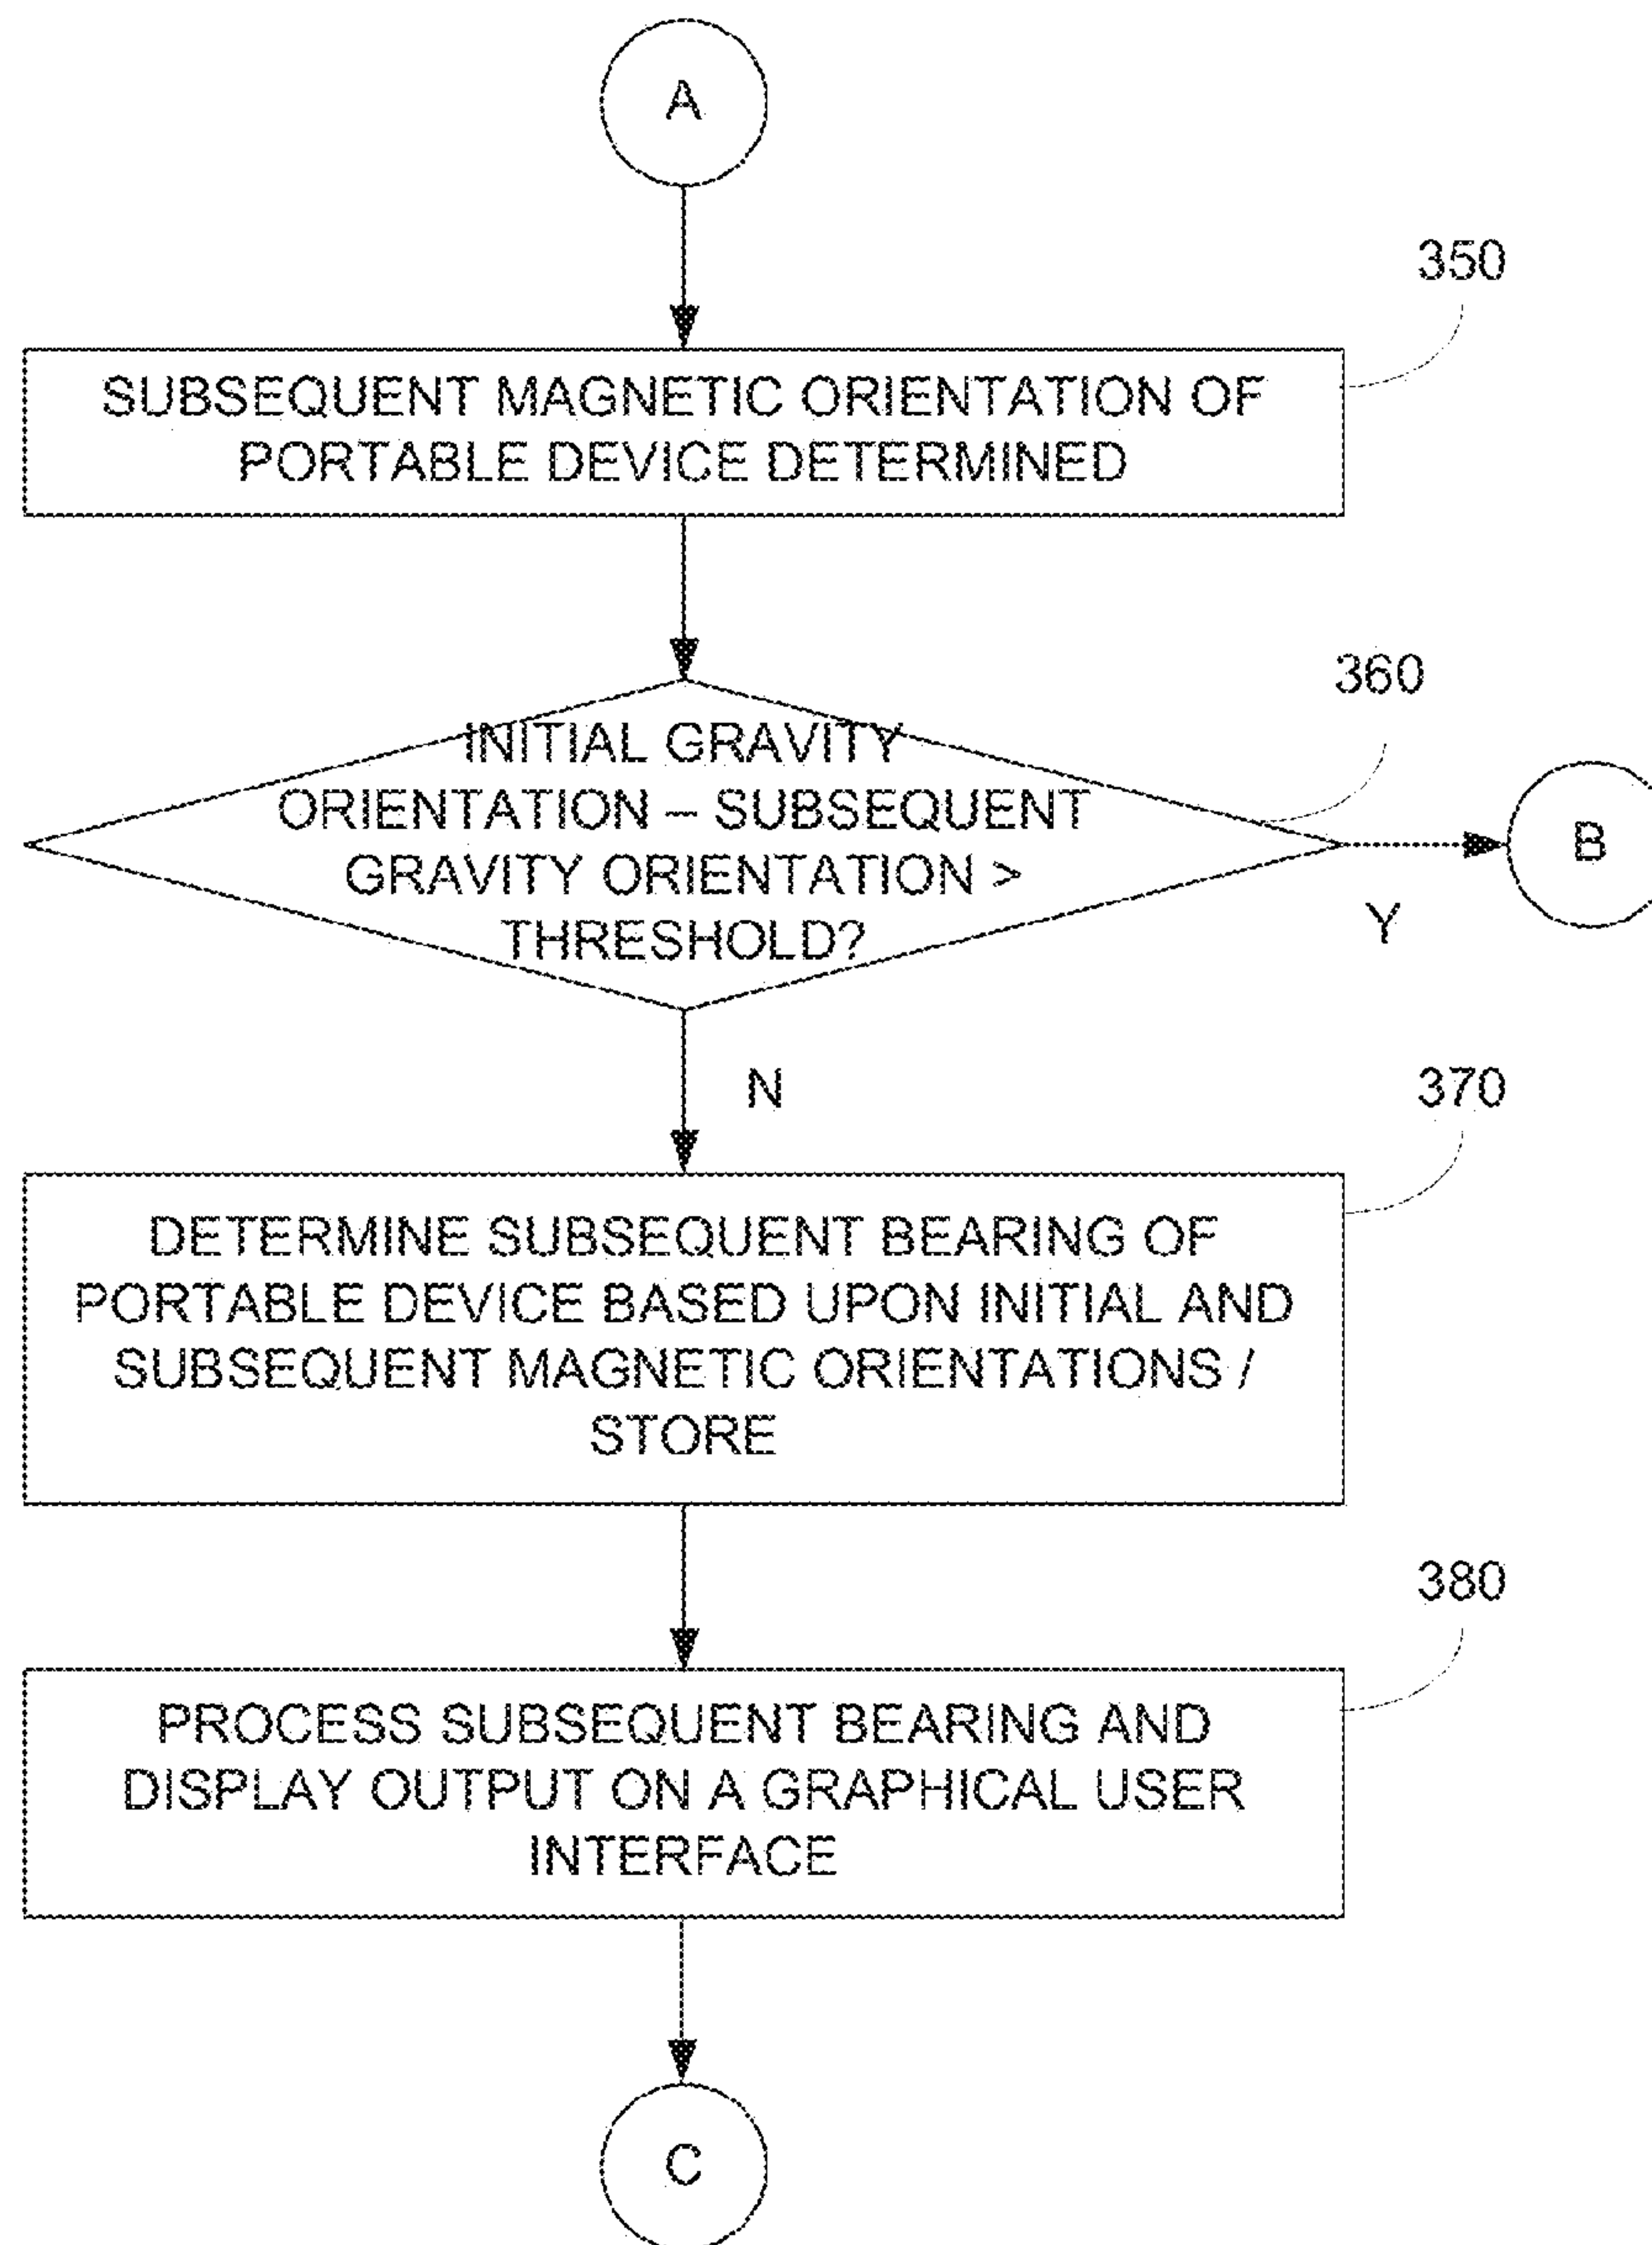 A
350
SUBSEQUENT MAGNETIC ORIENTATION OF
PORTABLE DEVICE DETERMINED
360
INITIAL GRAVITY
ORIENTATION – SUBSEQUENT
GRAVITY ORIENTATION >
THRESHOLD?
B
Y
N
370
DETERMINE SUBSEQUENT BEARING OF
PORTABLE DEVICE BASED UPON INITIAL AND
SUBSEQUENT MAGNETIC ORIENTATIONS /
STORE
380
PROCESS SUBSEQUENT BEARING AND
DISPLAY OUTPUT ON A GRAPHICAL USER
INTERFACE
C